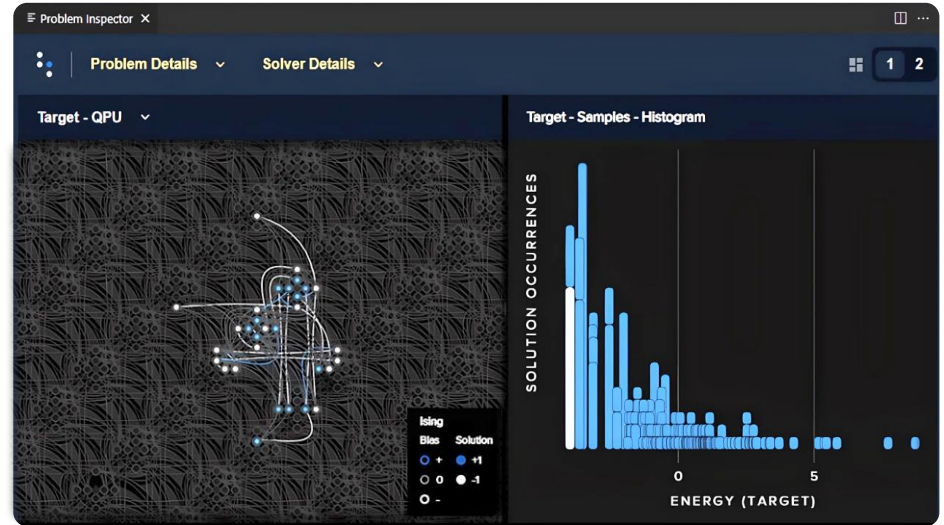 Problem Inspector ×
Problem Details
Solver Details
1 2
Target - QPU
Target - Samples - Histogram
Ising
Bias Solution
+ +1
0 -1
-
SOLUTION OCCURRENCES
0 5
ENERGY (TARGET)